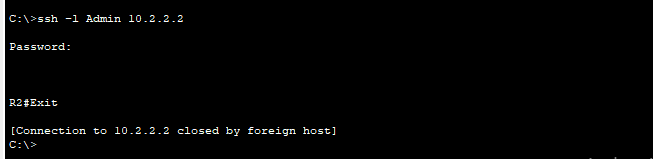 C:\>ssh -l Admin 10.2.2.2
Password:
R2#Exit
[Connection to 10.2.2.2 closed by foreign host]
C:\>